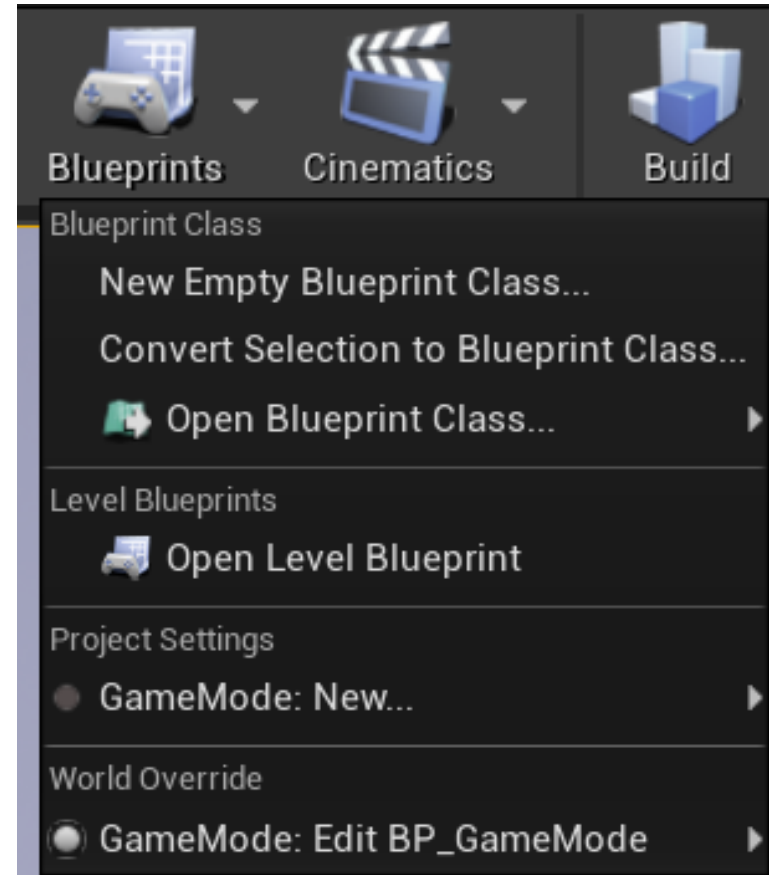 Blueprints Cinematics Build
Blueprint Class
New Empty Blueprint Class...
Convert Selection to Blueprint Class...
Open Blueprint Class...
Level Blueprints
Open Level Blueprint
Project Settings
GameMode: New...
World Override
GameMode: Edit BP_GameMode